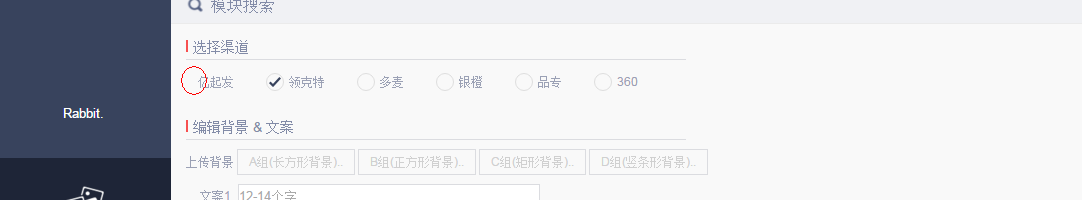 模块搜索
选择渠道
亿起发 领克特 多麦 银橙 品专 360
Rabbit.
编辑背景 & 文案
上传背景 A组(长方形背景).. B组(正方形背景).. C组(矩形背景).. D组(竖条形背景)..
文案1 12-14个字